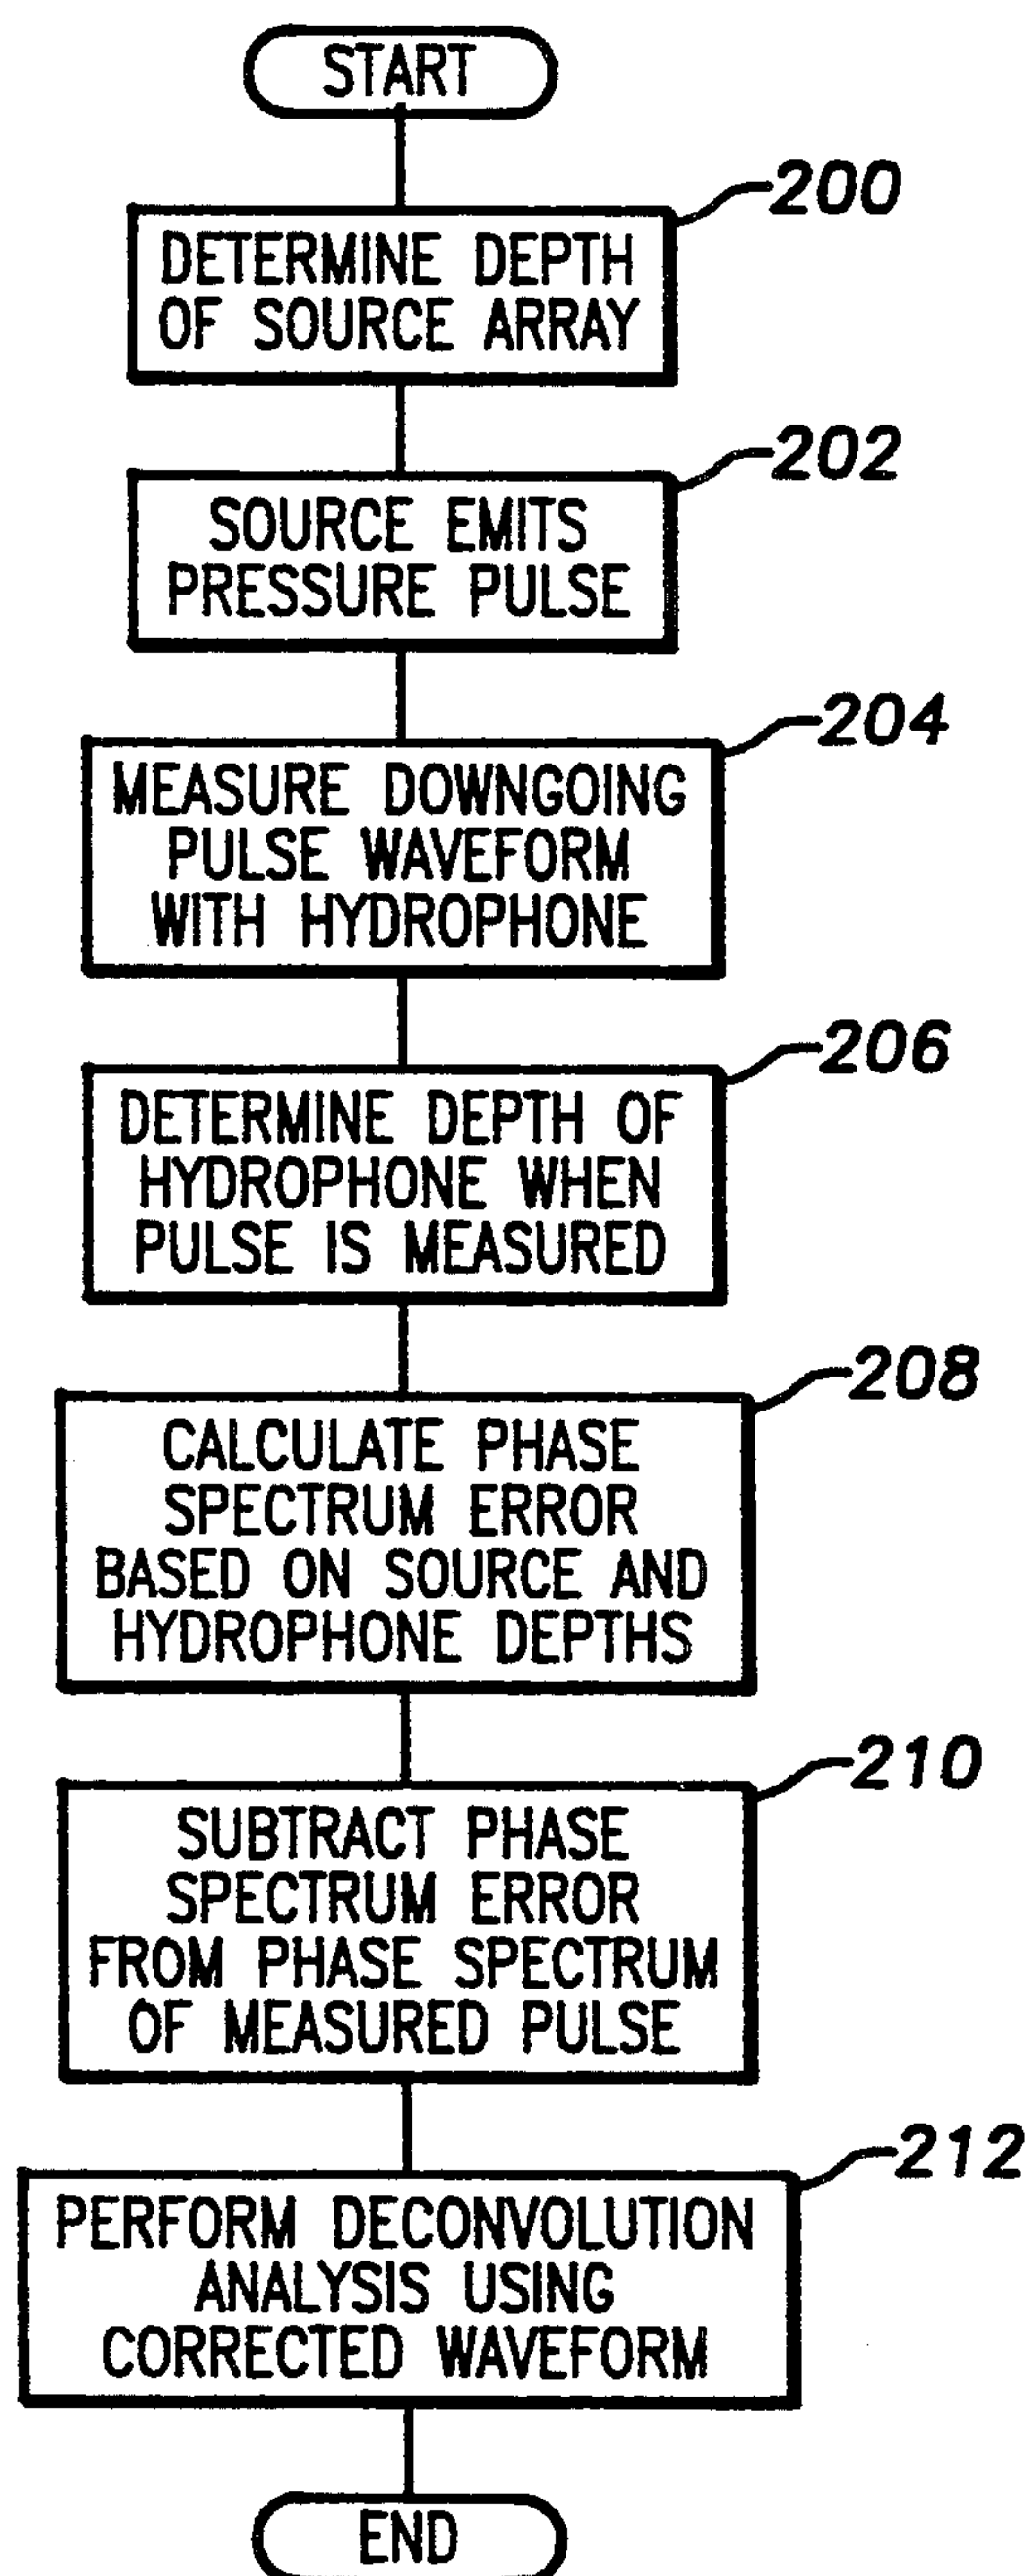 START
200
DETERMINE DEPTH
OF SOURCE ARRAY
202
SOURCE EMITS
PRESSURE PULSE
204
MEASURE DOWNGOING
PULSE WAVEFORM
WITH HYDROPHONE
206
DETERMINE DEPTH OF
HYDROPHONE WHEN
PULSE IS MEASURED
208
CALCULATE PHASE
SPECTRUM ERROR
BASED ON SOURCE AND
HYDROPHONE DEPTHS
210
SUBTRACT PHASE
SPECTRUM ERROR
FROM PHASE SPECTRUM
OF MEASURED PULSE
212
PERFORM DECONVOLUTION
ANALYSIS USING
CORRECTED WAVEFORM
END